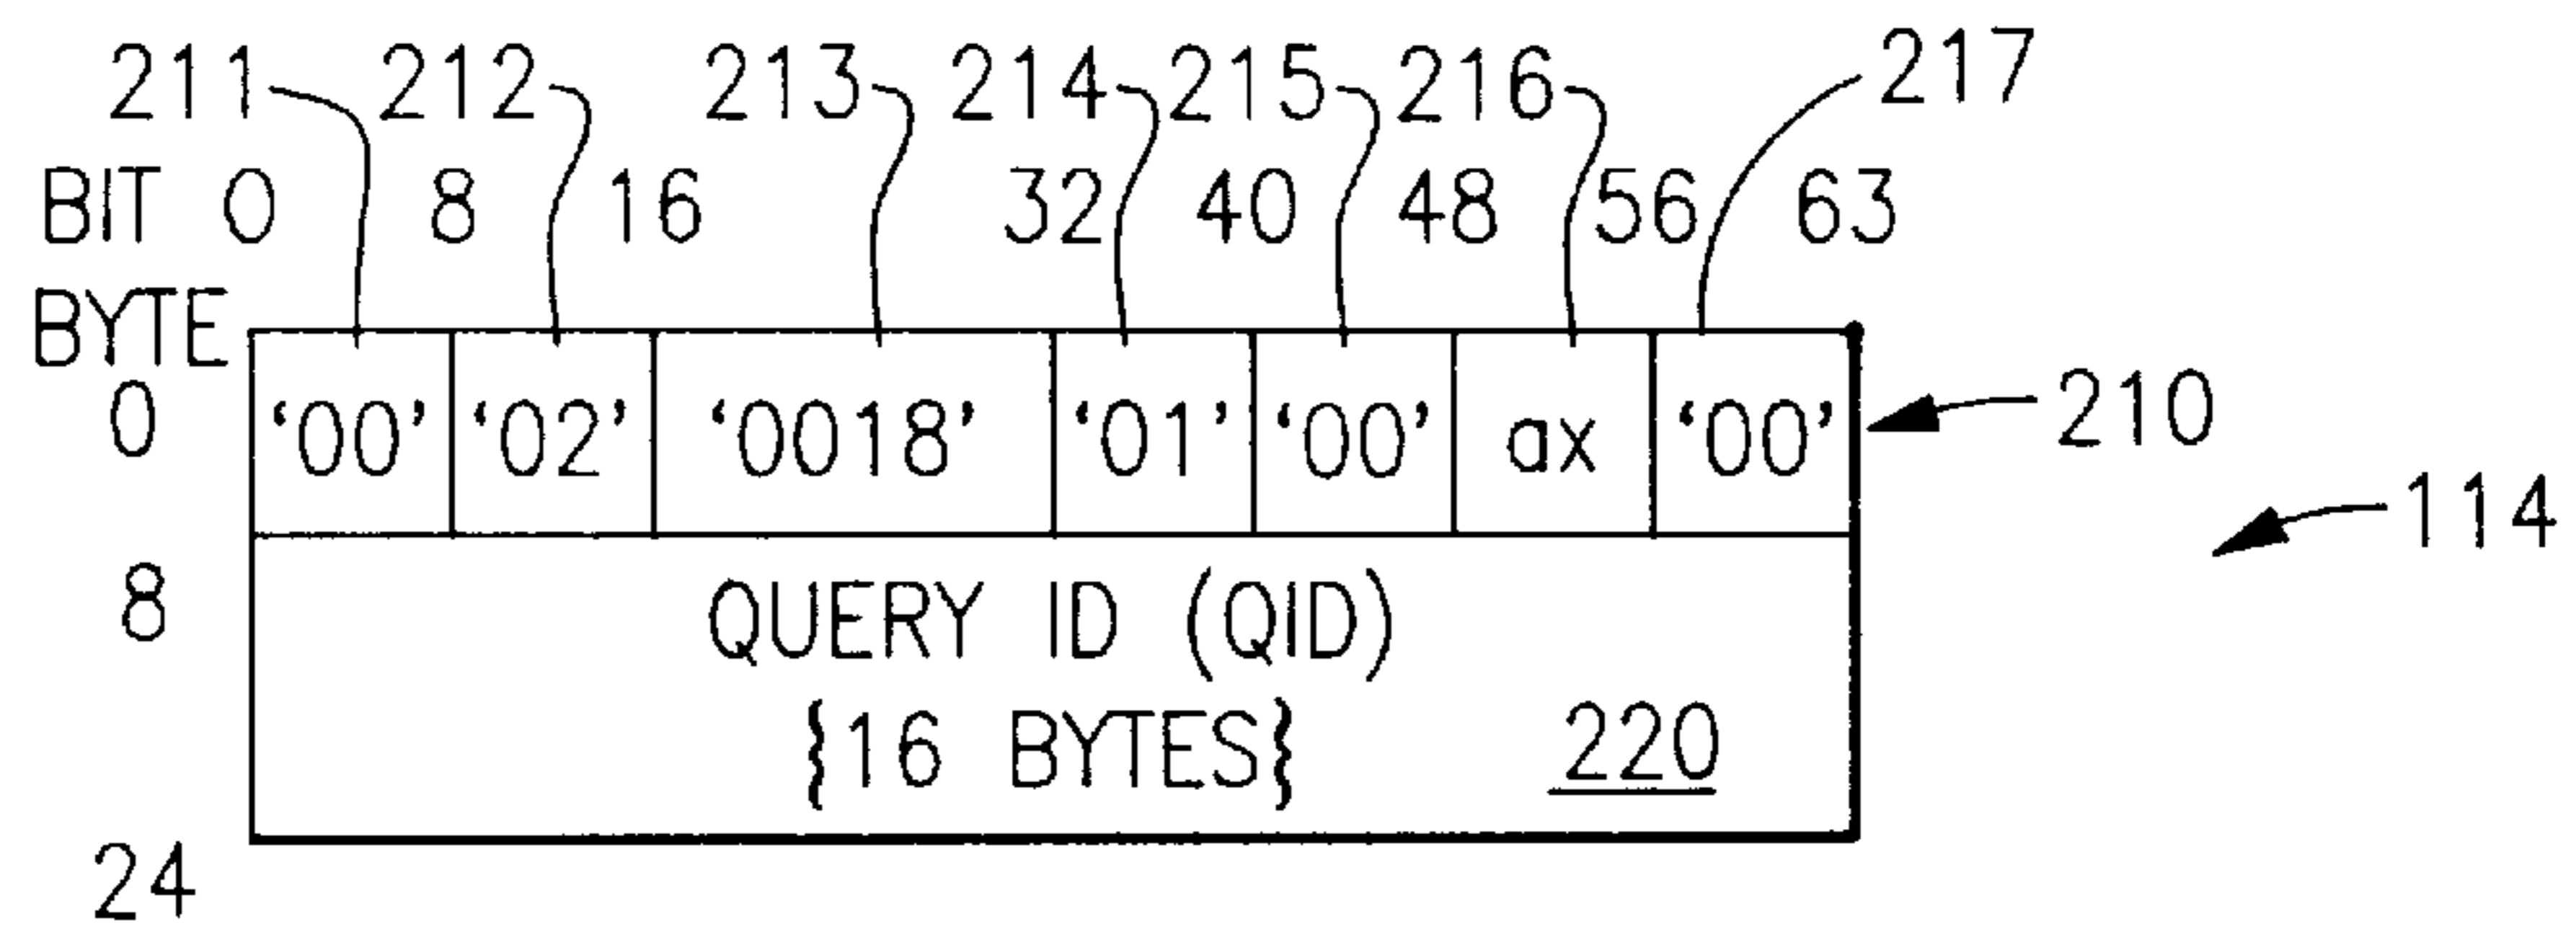 211 212 213 214 215 216 217
BIT 0 8 16 32 40 48 56 63
BYTE
0 '00' '02' '0018' '01' '00' ax '00' 210
114
8 QUERY ID (QID)
{16 BYTES} 220
24